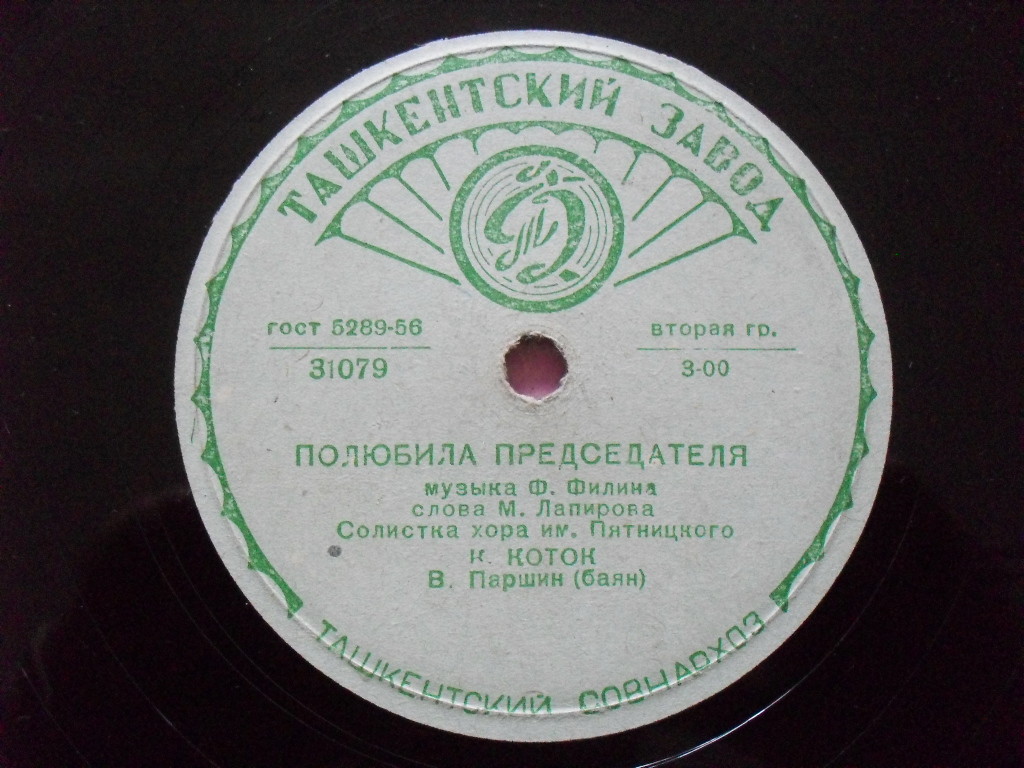 ТАШКЕНТСКИЙ ЗАВОД
гост 5289-56
31079
вторая гр.
3-00
ПОЛЮБИЛА ПРЕДСЕДАТЕЛЯ
музыка Ф. Филина
слова М. Лапирова
Солистка хора им. Пятницкого
К. КОТОК
В. Паршин (баян)
ТАШКЕНТСКИЙ СОВНАРХОЗ